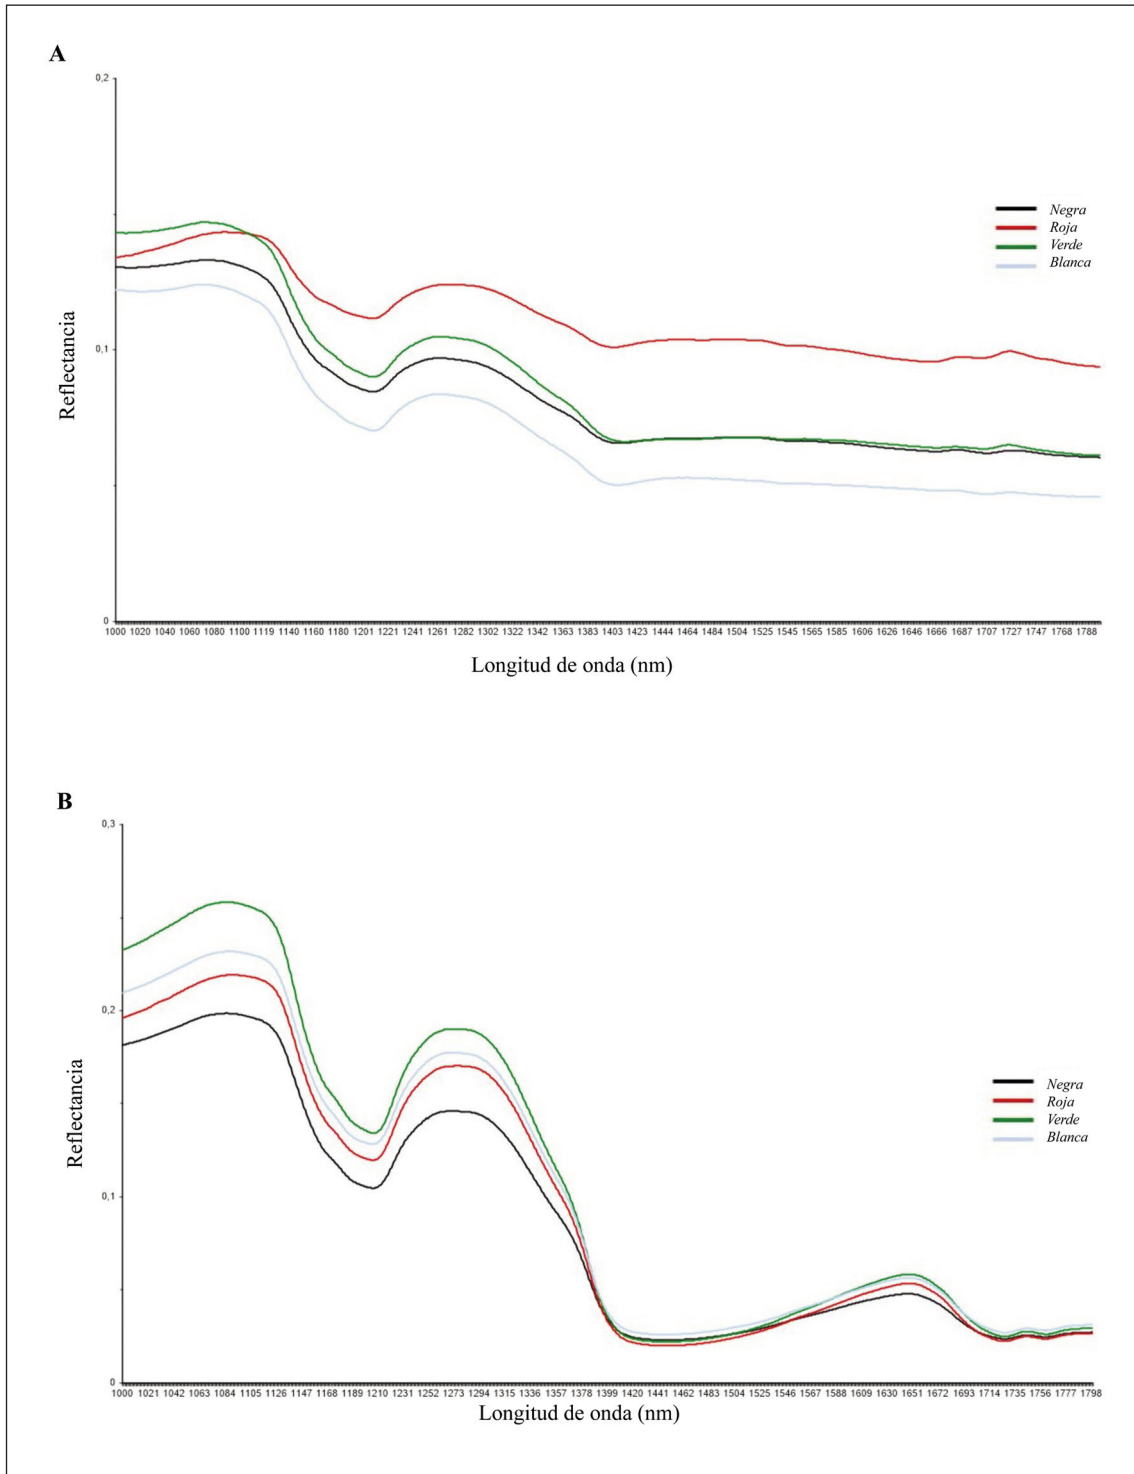 A
0,2
0,1
0
Reflectancia
Negra
Roja
Verde
Blanca
1000 1020 1040 1060 1080 1100 1119 1140 1160 1180 1201 1221 1241 1261 1282 1302 1322 1342 1363 1383 1403 1423 1444 1464 1484 1504 1525 1545 1565 1585 1606 1626 1646 1666 1687 1707 1727 1747 1768 1788
Longitud de onda (nm)
B
0,3
0,2
0,1
0
Reflectancia
Negra
Roja
Verde
Blanca
1000 1021 1042 1063 1084 1105 1126 1147 1168 1189 1210 1231 1252 1273 1294 1315 1336 1357 1378 1399 1420 1441 1462 1483 1504 1525 1546 1567 1588 1609 1630 1651 1672 1693 1714 1735 1756 1777 1798
Longitud de onda (nm)